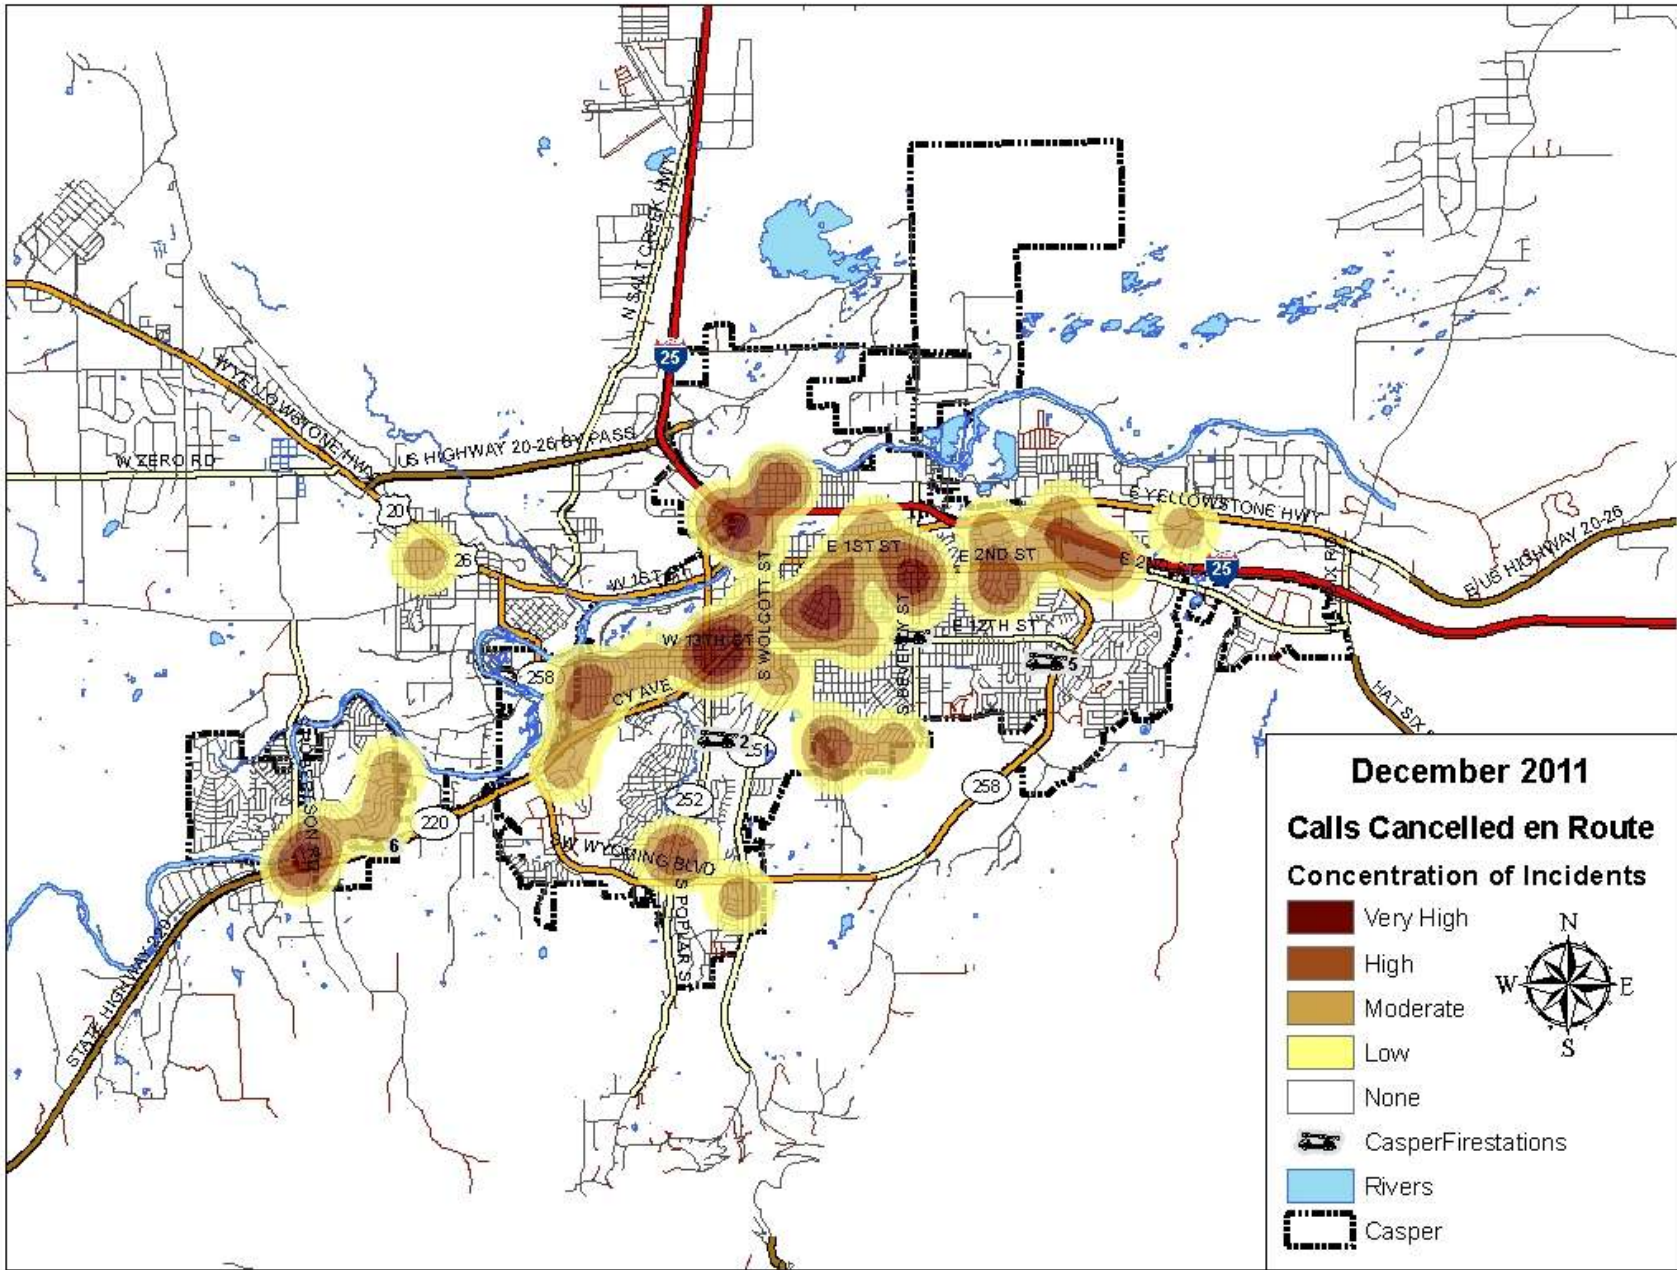 N SALT CREEK HWY
25
W YELLOWSTONE HWY
US HIGHWAY 20-26 BY PASS
W ZERO RD
20
26
E YELLOWSTONE HWY
E US HIGHWAY 20-26
E 1ST ST
E 2ND ST
E 2
25
W 1ST ST
S WOLCOTT ST
W 13TH ST
S BEVERLY ST
E 12TH ST
5
258
CY AVE
2
251
HAT SIX
258
252
220
6
SW WYOMING BLVD
S POPLAR S
STATE HIGHWAY 220
December 2011
Calls Cancelled en Route
Concentration of Incidents
Very High
High
Moderate
Low
None
CasperFirestations
Rivers
Casper
N
W E
S